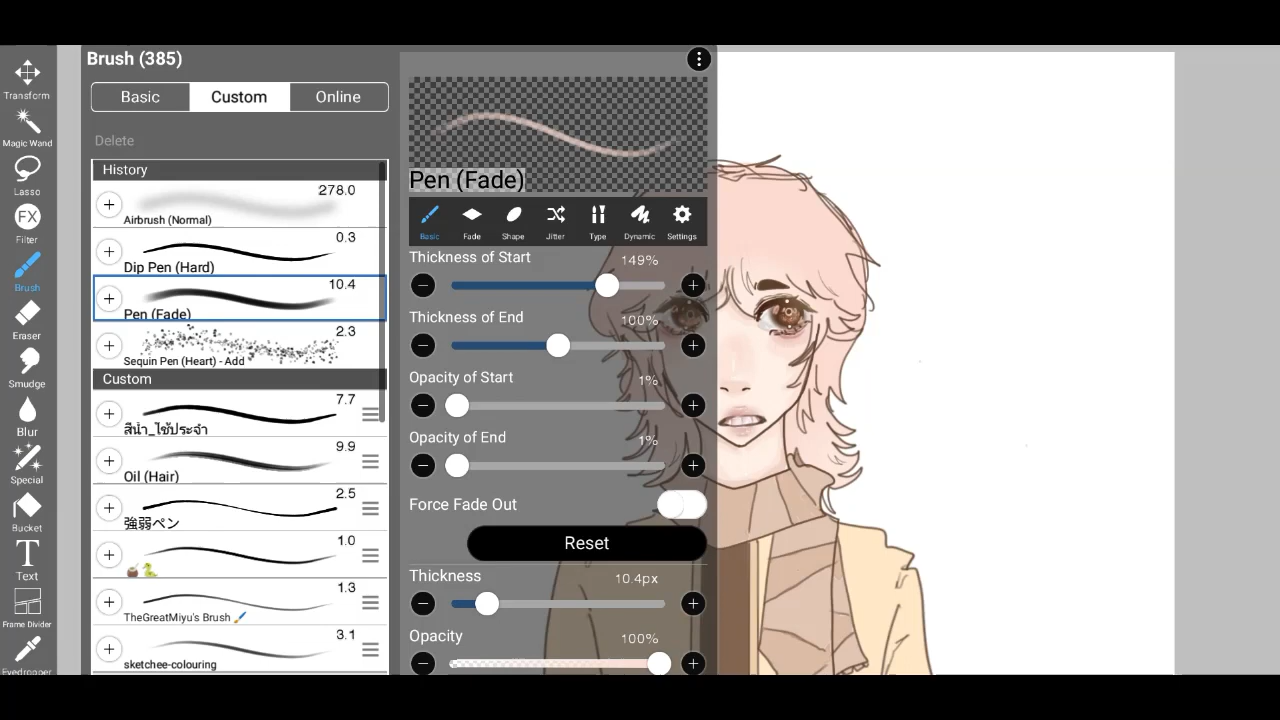 Brush (385)
Basic
Custom
Online
Delete
History
278.0
Airbrush (Normal)
0.3
Dip Pen (Hard)
10.4
Pen (Fade)
2.3
Sequin Pen (Heart) - Add
Custom
7.7
สีน้ำ_ใช้ประจำ
9.9
Oil (Hair)
2.5
強弱ペン
1.0
1.3
TheGreatMiyu's Brush 🖌️
3.1
sketchee-colouring
Transform
Magic Wand
Lasso
FX
Filter
Brush
Eraser
Smudge
Blur
Special
Bucket
T
Text
Frame Divider
Eyedropper
Pen (Fade)
Basic
Fade
Shape
Jitter
Type
Dynamic
Settings
Thickness of Start
149%
Thickness of End
100%
Opacity of Start
1%
Opacity of End
1%
Force Fade Out
Reset
Thickness
10.4px
Opacity
100%